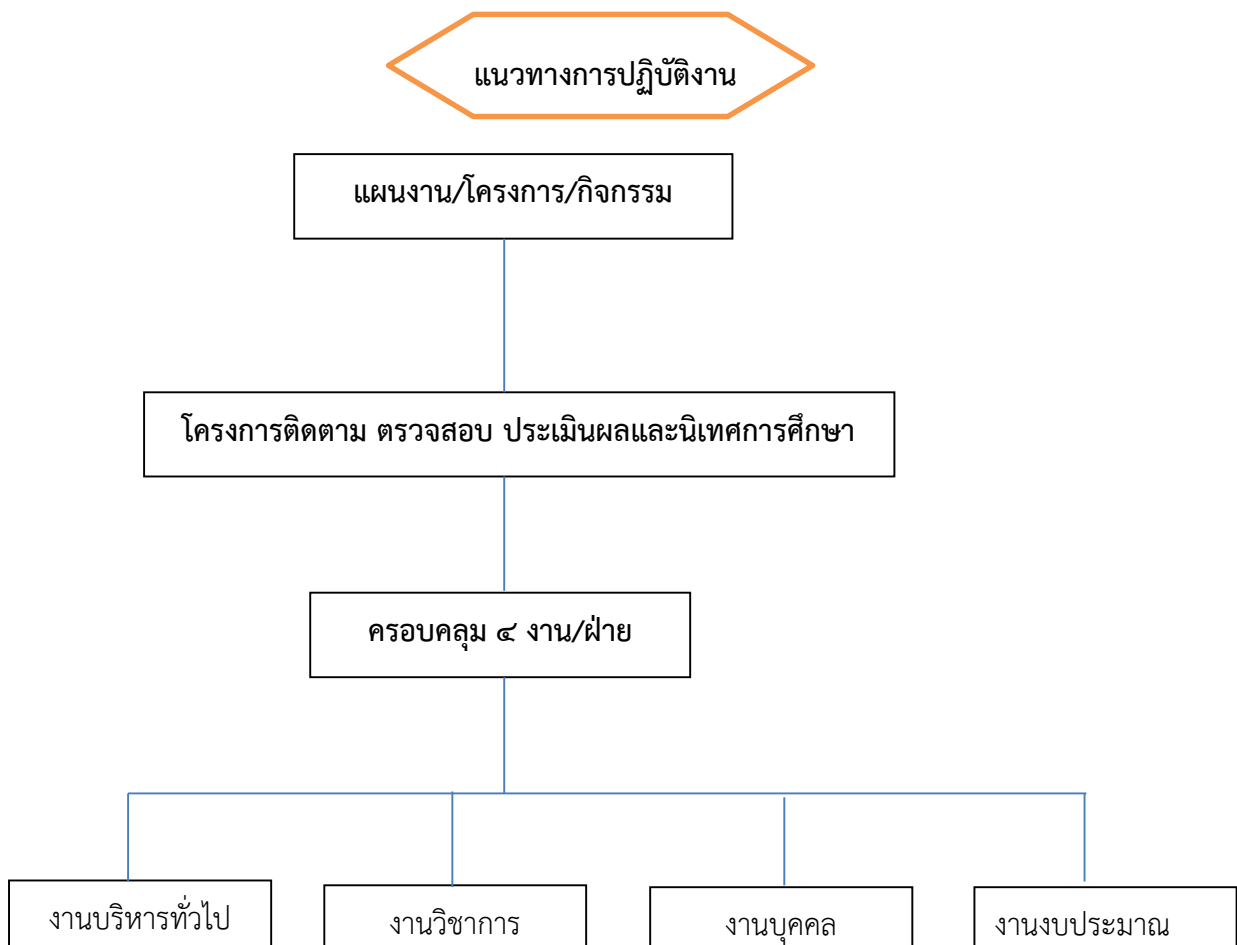 แนวทางการปฏิบัติงาน
แผนงาน/โครงการ/กิจกรรม
โครงการติดตาม ตรวจสอบ ประเมินผลและนิเทศการศึกษา
ครอบคลุม ๔ งาน/ฝ่าย
งานบริหารทั่วไป
งานวิชาการ
งานบุคคล
งานงบประมาณ